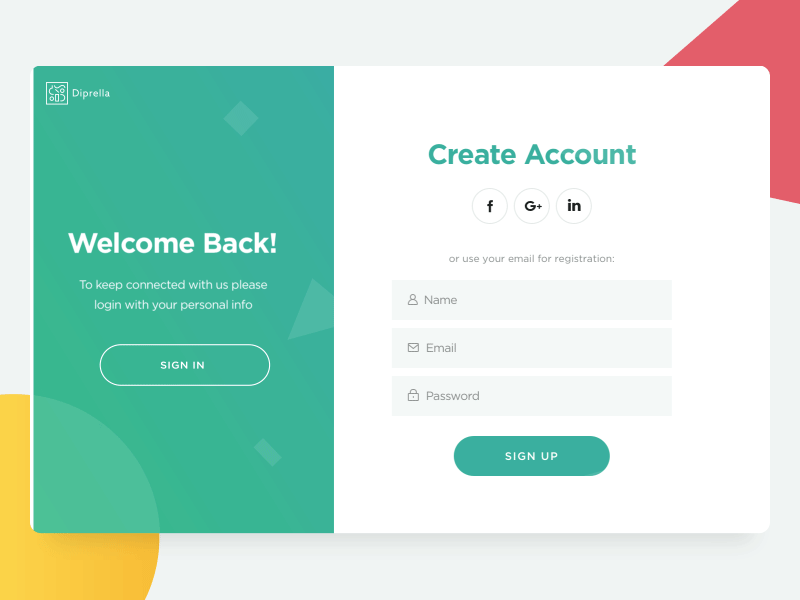 Diprella
Welcome Back!
To keep connected with us please
login with your personal info
SIGN IN
Create Account
f G+ in
or use your email for registration:
Name
Email
Password
SIGN UP